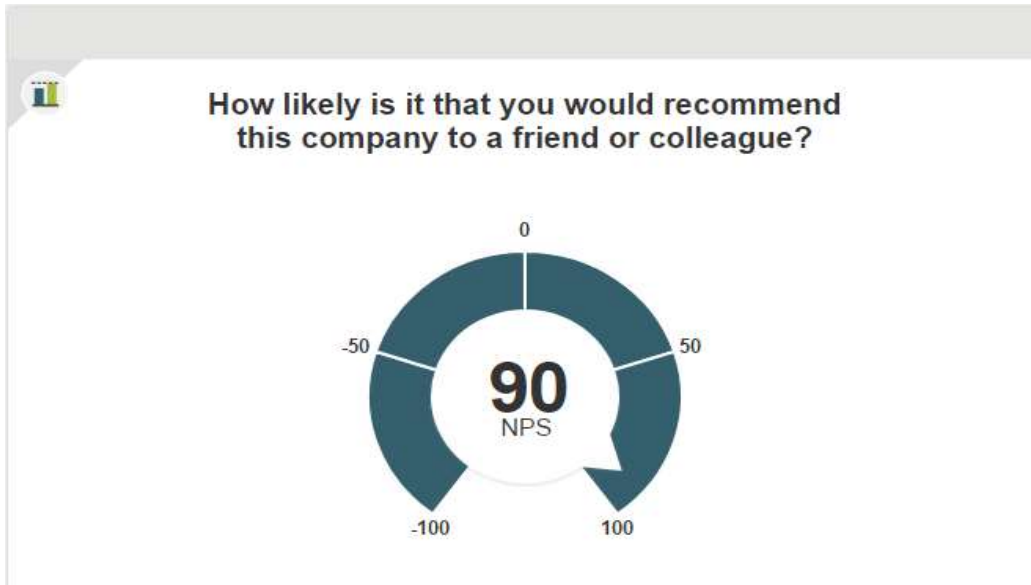 How likely is it that you would recommend
this company to a friend or colleague?
0
-50
50
90
NPS
-100
100